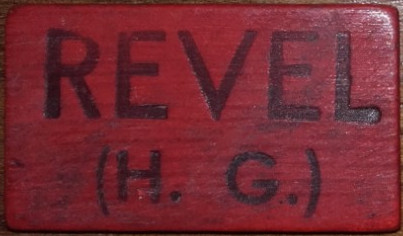 REVEL
(H. G.)